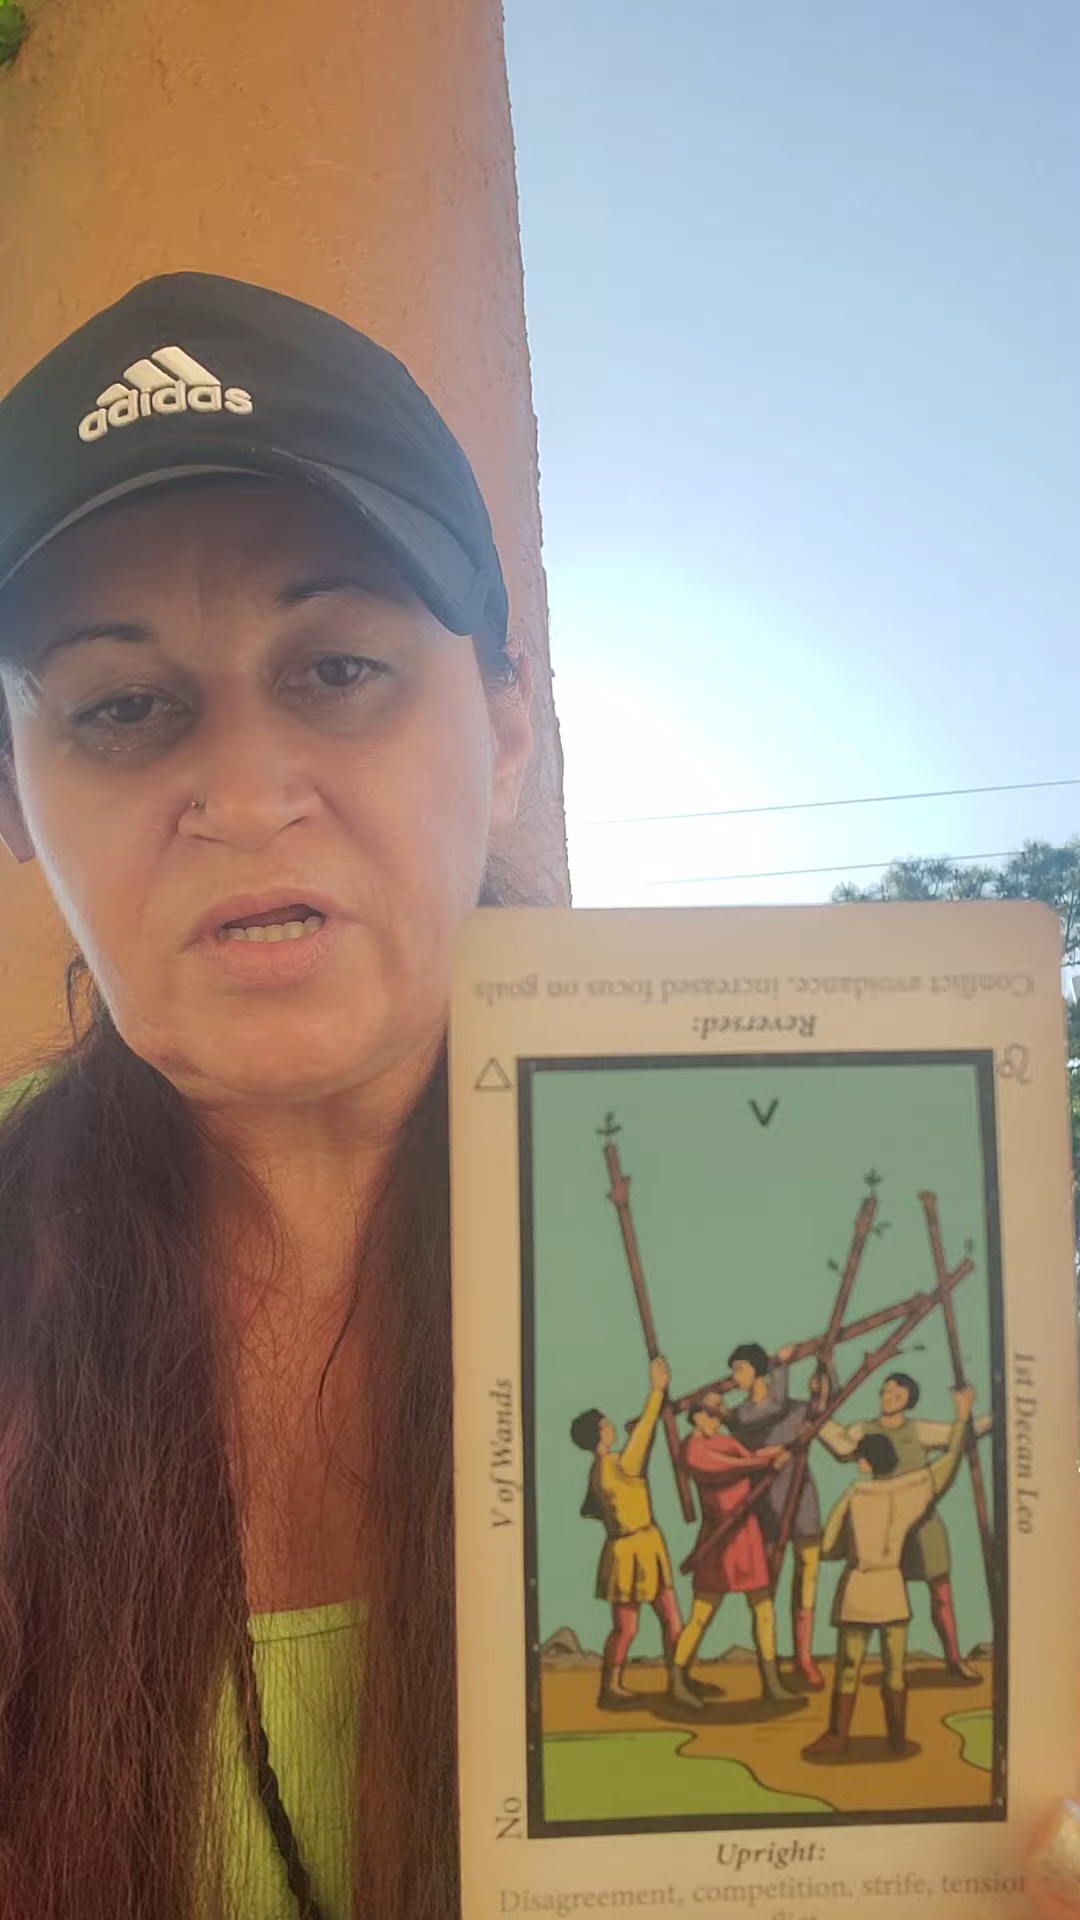 adidas
Conflict avoidance, increased focus on goals
Reversed:
V
V of Wands
1st Decan Leo
No
Upright:
Disagreement, competition, strife, tension